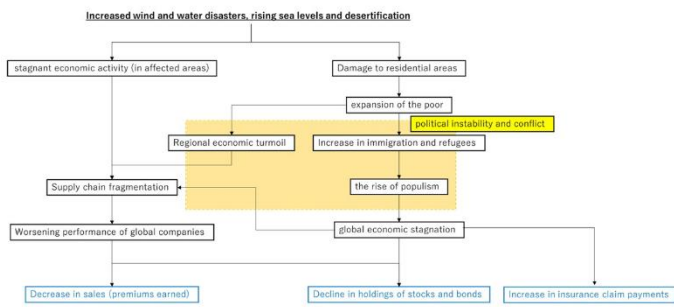 Increased wind and water disasters, rising sea levels and desertification
stagnant economic activity (in affected areas)
Damage to residential areas
expansion of the poor
political instability and conflict
Regional economic turmoil
Increase in immigration and refugees
Supply chain fragmentation
the rise of populism
Worsening performance of global companies
global economic stagnation
Decrease in sales (premiums earned)
Decline in holdings of stocks and bonds
Increase in insurance claim payments